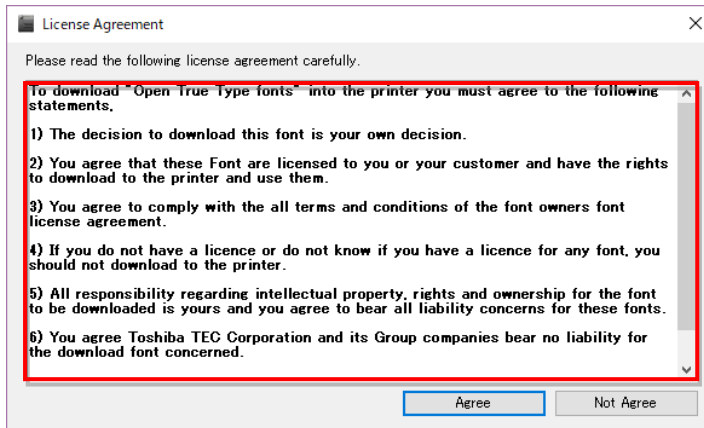 License Agreement
Please read the following license agreement carefully.
To download "Open True Type fonts" into the printer you must agree to the following
statements,
1) The decision to download this font is your own decision.
2) You agree that these Font are licensed to you or your customer and have the rights
to download to the printer and use them.
3) You agree to comply with the all terms and conditions of the font owners font
license agreement.
4) If you do not have a licence or do not know if you have a licence for any font, you
should not download to the printer.
5) All responsibility regarding intellectual property, rights and ownership for the font
to be downloaded is yours and you agree to bear all liability concerns for these fonts.
6) You agree Toshiba TEC Corporation and its Group companies bear no liability for
the download font concerned.
Agree
Not Agree